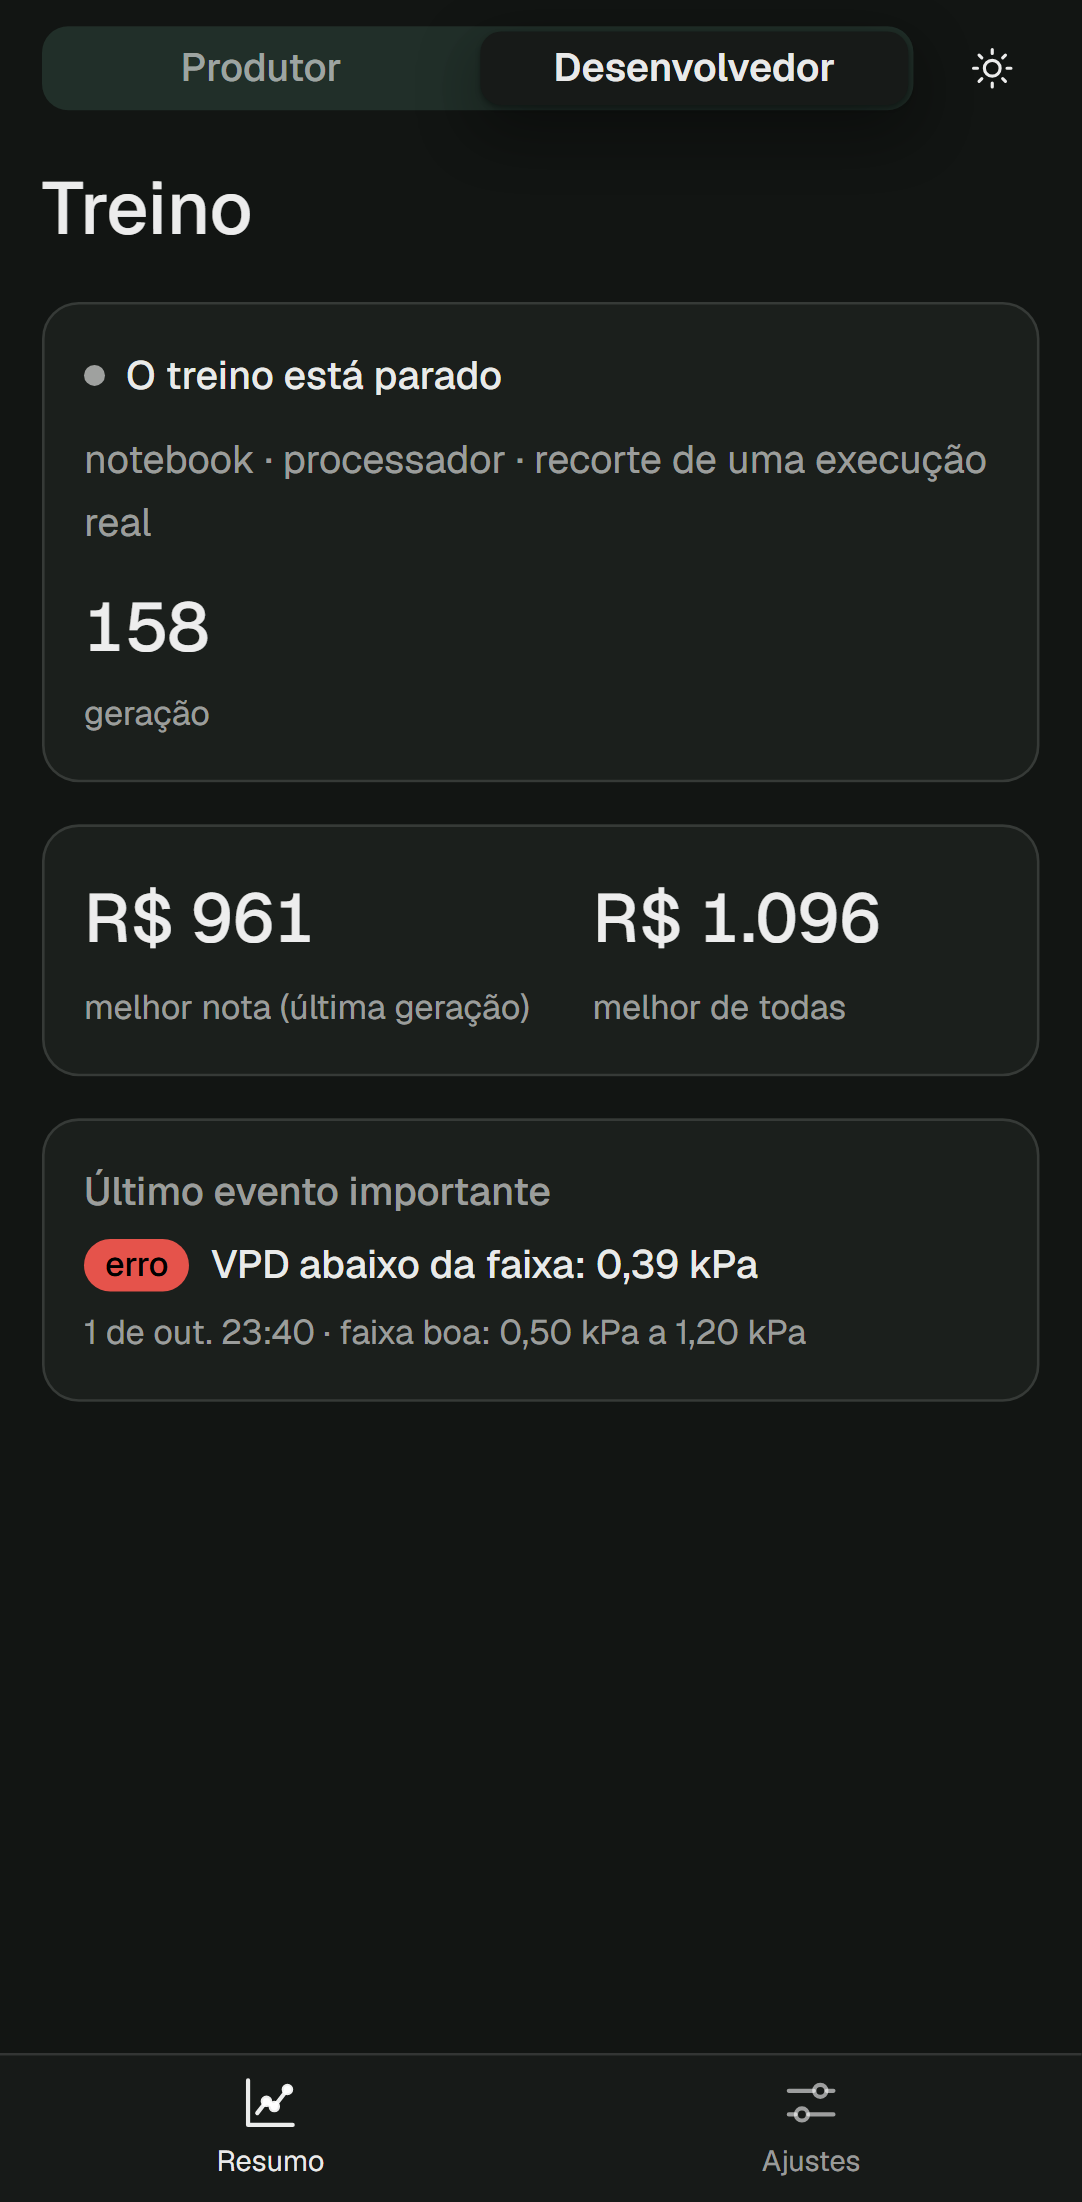 Produtor
Desenvolvedor
Treino
O treino está parado
notebook · processador · recorte de uma execução
real
158
geração
R$ 961
melhor nota (última geração)
R$ 1.096
melhor de todas
Último evento importante
erro VPD abaixo da faixa: 0,39 kPa
1 de out. 23:40 · faixa boa: 0,50 kPa a 1,20 kPa
Resumo
Ajustes